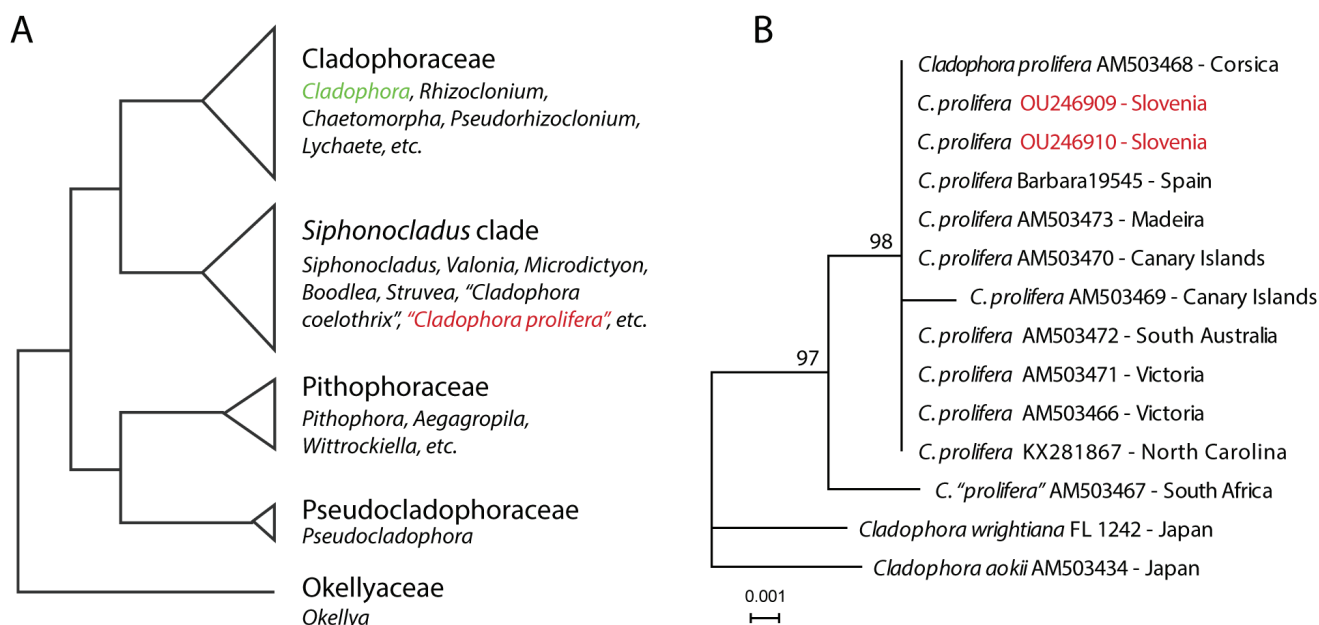 A
Cladophoraceae
Cladophora, Rhizoclonium,
Chaetomorpha, Pseudorhizoclonium,
Lychaete, etc.
Siphonocladus clade
Siphonocladus, Valonia, Microdictyon,
Boodlea, Struvea, “Cladophora
coelothrix”, “Cladophora prolifera”, etc.
Pithophoraceae
Pithophora, Aegagropila,
Wittrockiella, etc.
Pseudocladophoraceae
Pseudocladophora
Okellyaceae
Okellya
B
Cladophora prolifera AM503468 - Corsica
C. prolifera OU246909 - Slovenia
C. prolifera OU246910 - Slovenia
C. prolifera Barbara19545 - Spain
C. prolifera AM503473 - Madeira
98
C. prolifera AM503470 - Canary Islands
C. prolifera AM503469 - Canary Islands
C. prolifera AM503472 - South Australia
97
C. prolifera AM503471 - Victoria
C. prolifera AM503466 - Victoria
C. prolifera KX281867 - North Carolina
C. “prolifera” AM503467 - South Africa
Cladophora wrightiana FL 1242 - Japan
Cladophora aokii AM503434 - Japan
0.001